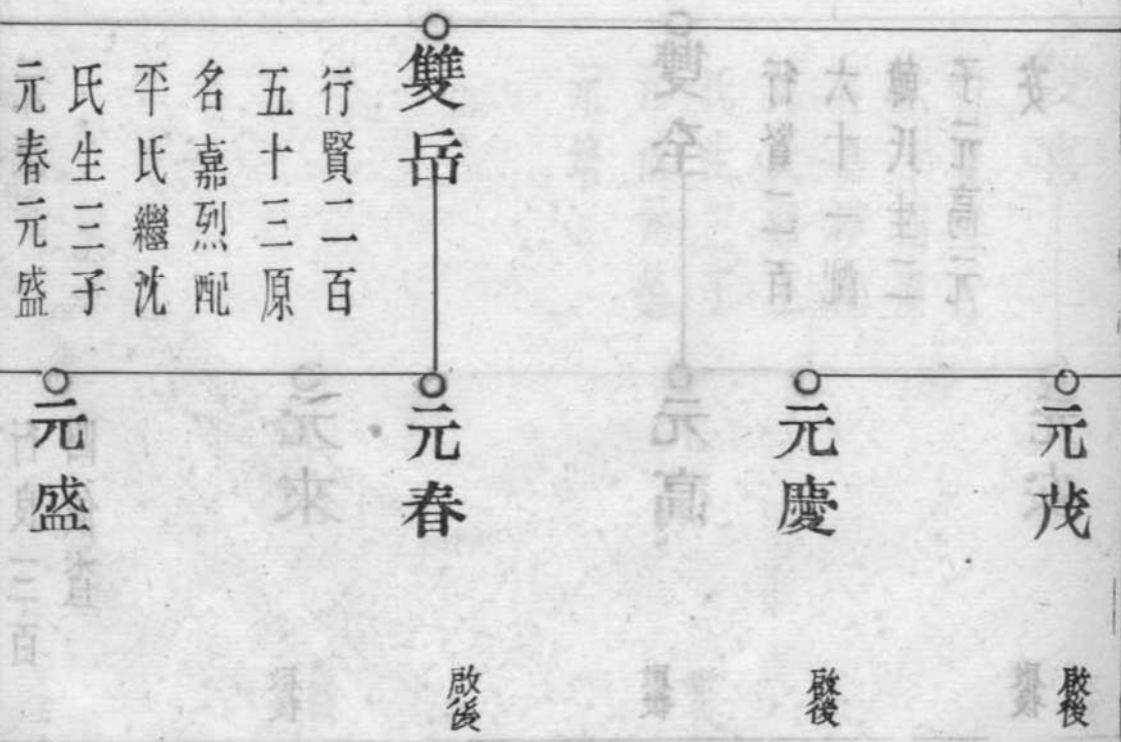 雙岳
行賢二百
五十三原
名嘉烈配
平氏繼沈
氏生三子
元春元盛
元茂
啟後
元慶
啟後
元春
啟後
元盛